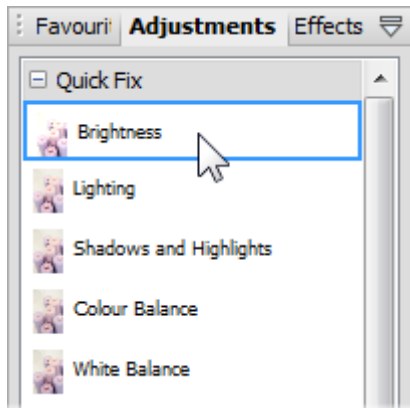 Favouri Adjustments Effects
Quick Fix
Brightness
Lighting
Shadows and Highlights
Colour Balance
White Balance